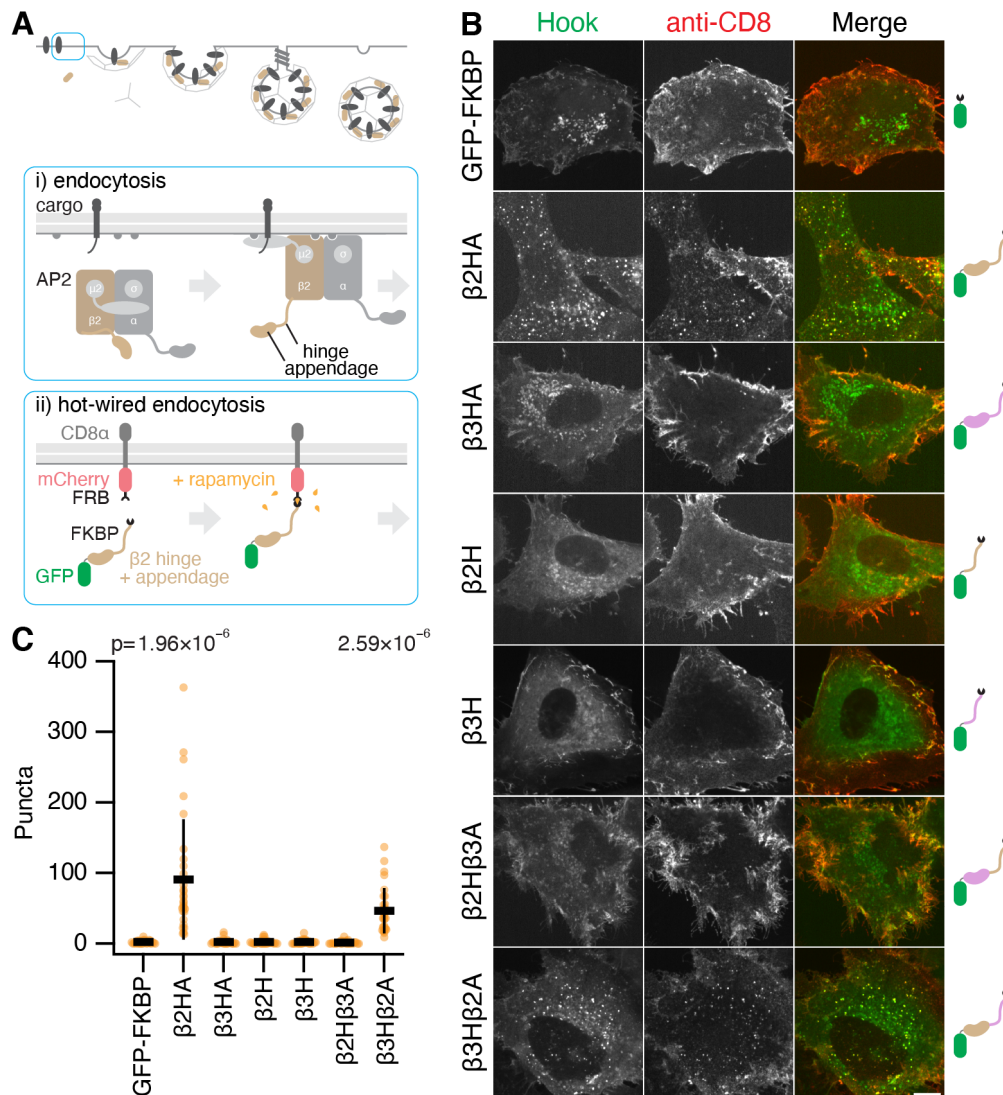 A
i) endocytosis
cargo
AP2
μ2
σ
β2
α
μ2
σ
β2
α
hinge
appendage
ii) hot-wired endocytosis
CD8α
mCherry
+ rapamycin
FRB
FKBP
GFP
β2 hinge
+ appendage
B
Hook
anti-CD8
Merge
GFP-FKBP
β2HA
β3HA
β2H
β3H
β2Hβ3A
β3Hβ2A
C
p= 1.96×10⁻⁶
2.59×10⁻⁶
Puncta
400
300
200
100
0
GFP-FKBP
β2HA
β3HA
β2H
β3H
β2Hβ3A
β3Hβ2A